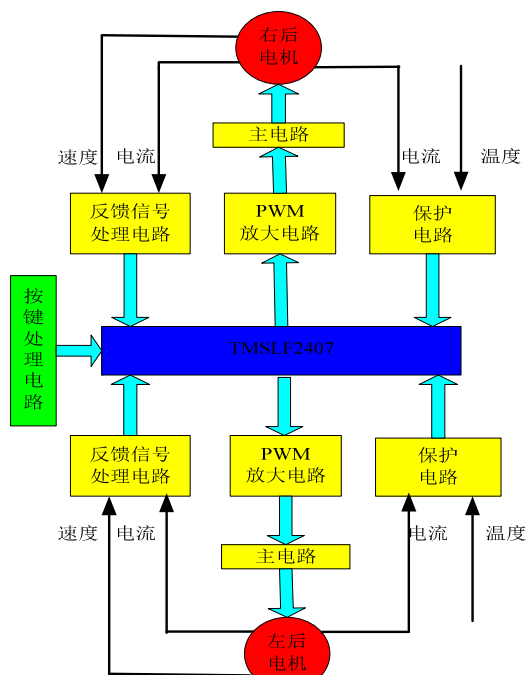 右后
电机
主电路
速度
电流
电流
温度
反馈信号
处理电路
PWM
放大电路
保护
电路
按
键
处
理
电
路
TMSLF2407
反馈信号
处理电路
PWM
放大电路
保护
电路
速度
电流
电流
温度
主电路
左后
电机